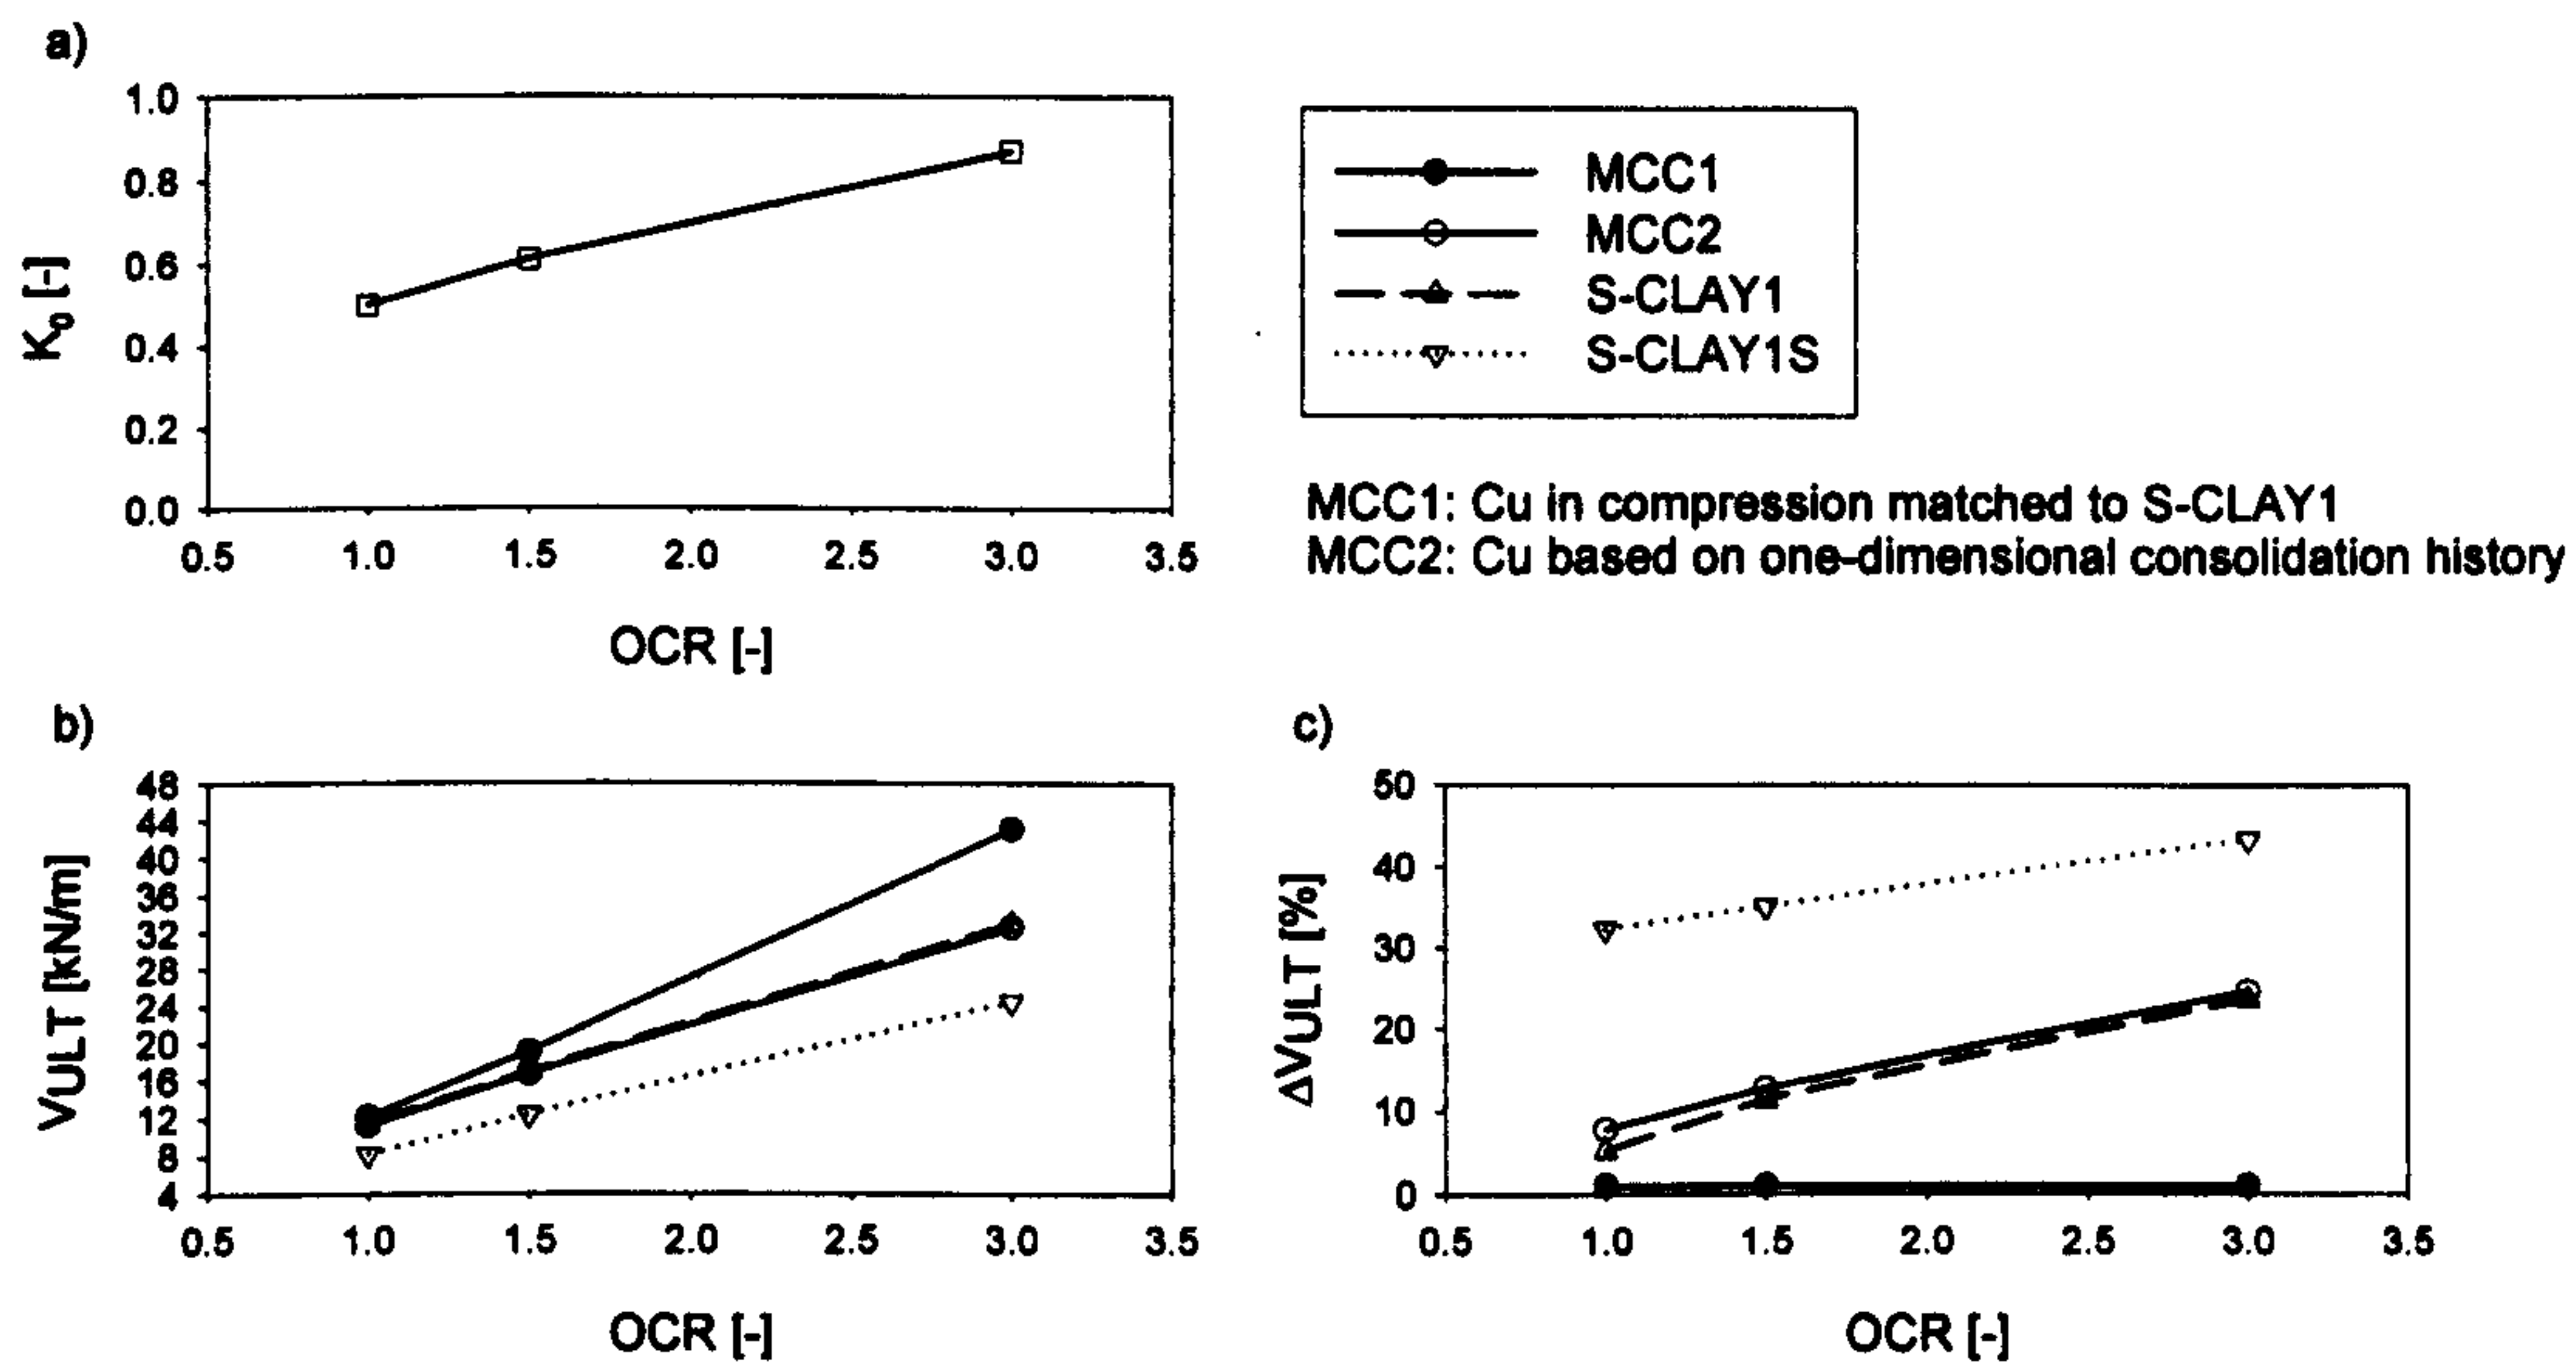 a)
1.0
0.8
0.6
0.4
0.2
0.0
K0 [-]
0.5 1.0 1.5 2.0 2.5 3.0 3.5
OCR [-]
MCC1
MCC2
S-CLAY1
S-CLAY1S
MCC1: Cu in compression matched to S-CLAY1
MCC2: Cu based on one-dimensional consolidation history
b)
48
44
40
36
32
28
24
20
16
12
8
4
VULT [kN/m]
0.5 1.0 1.5 2.0 2.5 3.0 3.5
OCR [-]
c)
50
40
30
20
10
0
ΔVULT [%]
0.5 1.0 1.5 2.0 2.5 3.0 3.5
OCR [-]